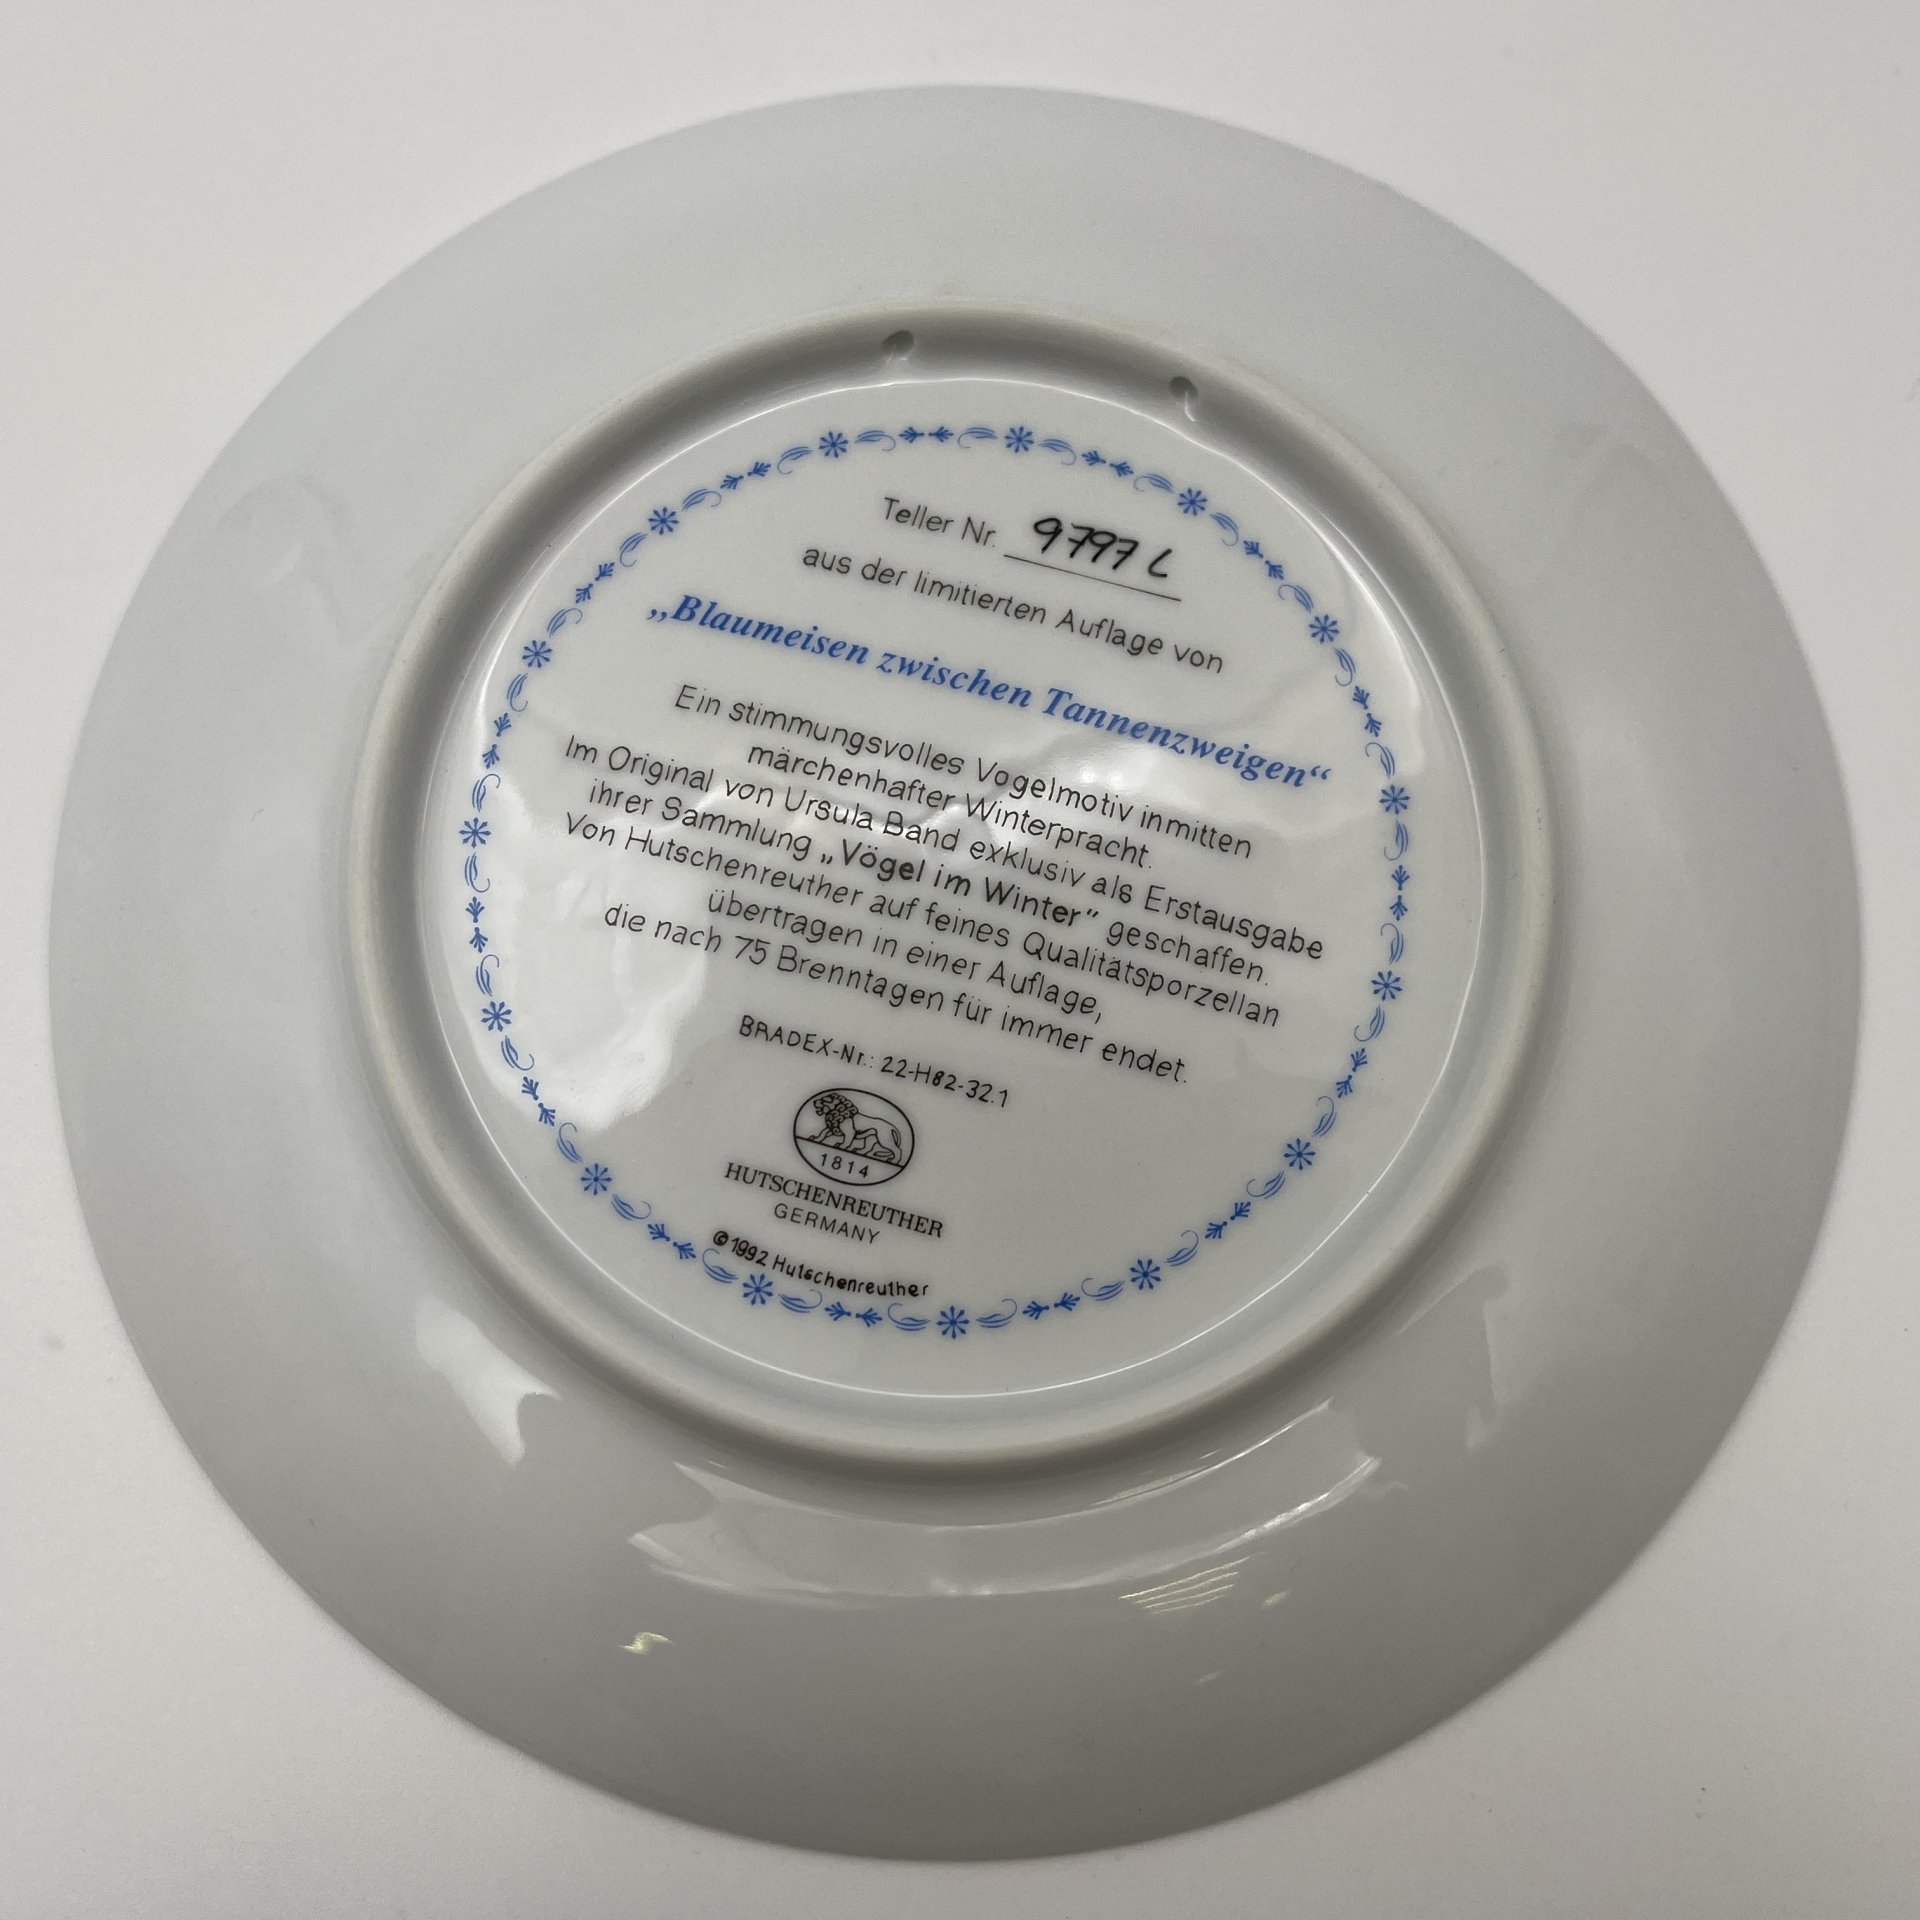 Teller Nr. 9797 L
aus der limitierten Auflage von
„Blaumeisen zwischen Tannenzweigen“
Ein stimmungsvolles Vogelmotiv inmitten
märchenhafter Winterpracht.
Im Original von Ursula Band exklusiv als Erstausgabe
ihrer Sammlung „Vögel im Winter“ geschaffen.
Von Hutschenreuther auf feines Qualitätsporzellan
übertragen in einer Auflage,
die nach 75 Brenntagen für immer endet.
BRADEX-Nr.: 22-H82-32.1
1814
HUTSCHENREUTHER
GERMANY
©1992 Hutschenreuther